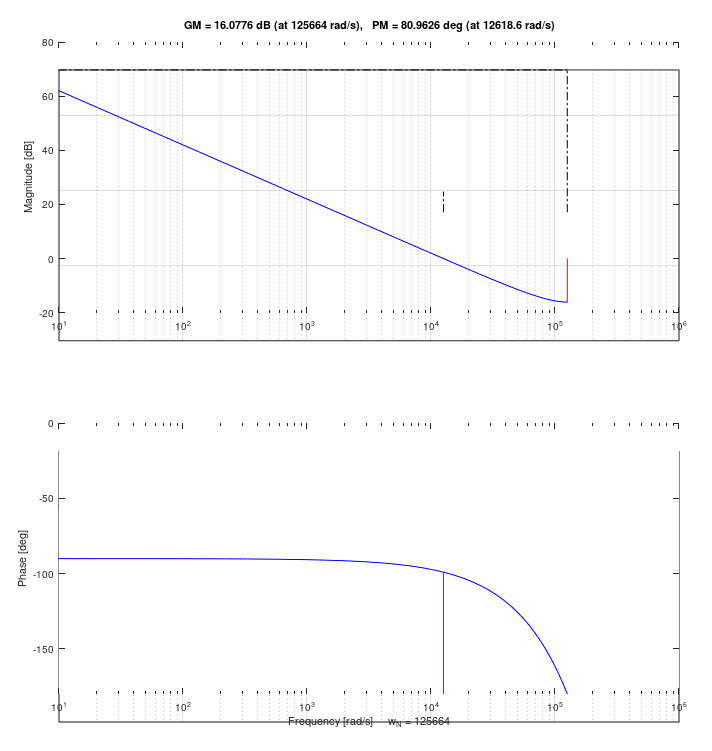 GM = 16.0776 dB (at 125664 rad/s), PM = 80.9626 deg (at 12618.6 rad/s)
80
60
40
20
0
-20
Magnitude [dB]
10¹ 10² 10³ 10⁴ 10⁵ 10⁶
0
-50
-100
-150
Phase [deg]
10¹ 10² 10³ 10⁴ 10⁵ 10⁶
Frequency [rad/s] w_N = 125664